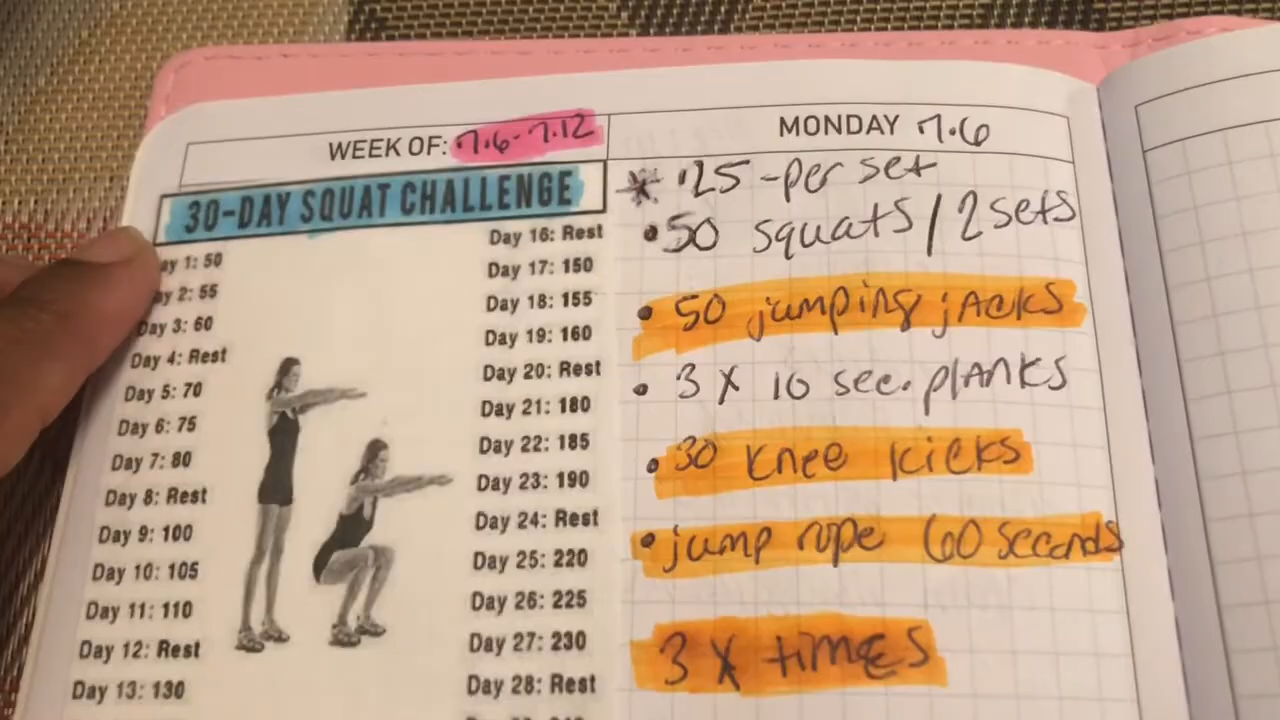 WEEK OF: 7.6-7.12
30-DAY SQUAT CHALLENGE
ay 1: 50
y 2: 55
Day 3: 60
Day 4: Rest
Day 5: 70
Day 6: 75
Day 7: 80
Day 8: Rest
Day 9: 100
Day 10: 105
Day 11: 110
Day 12: Rest
Day 13: 130
Day 16: Rest
Day 17: 150
Day 18: 155
Day 19: 160
Day 20: Rest
Day 21: 180
Day 22: 185
Day 23: 190
Day 24: Rest
Day 25: 220
Day 26: 225
Day 27: 230
Day 28: Rest
MONDAY 7.6
* 25 -per set
• 50 squats / 2 sets
• 50 jumping jacks
• 3 X 10 sec. planks
• 30 knee kicks
• jump rope 60 seconds
3 X times